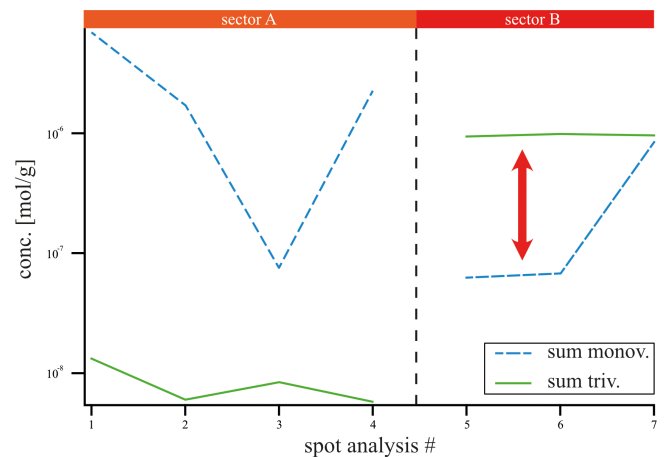 sector A
sector B
conc. [mol/g]
10⁻⁶
10⁻⁷
10⁻⁸
sum monov.
sum triv.
1 2 3 4 5 6 7
spot analysis #